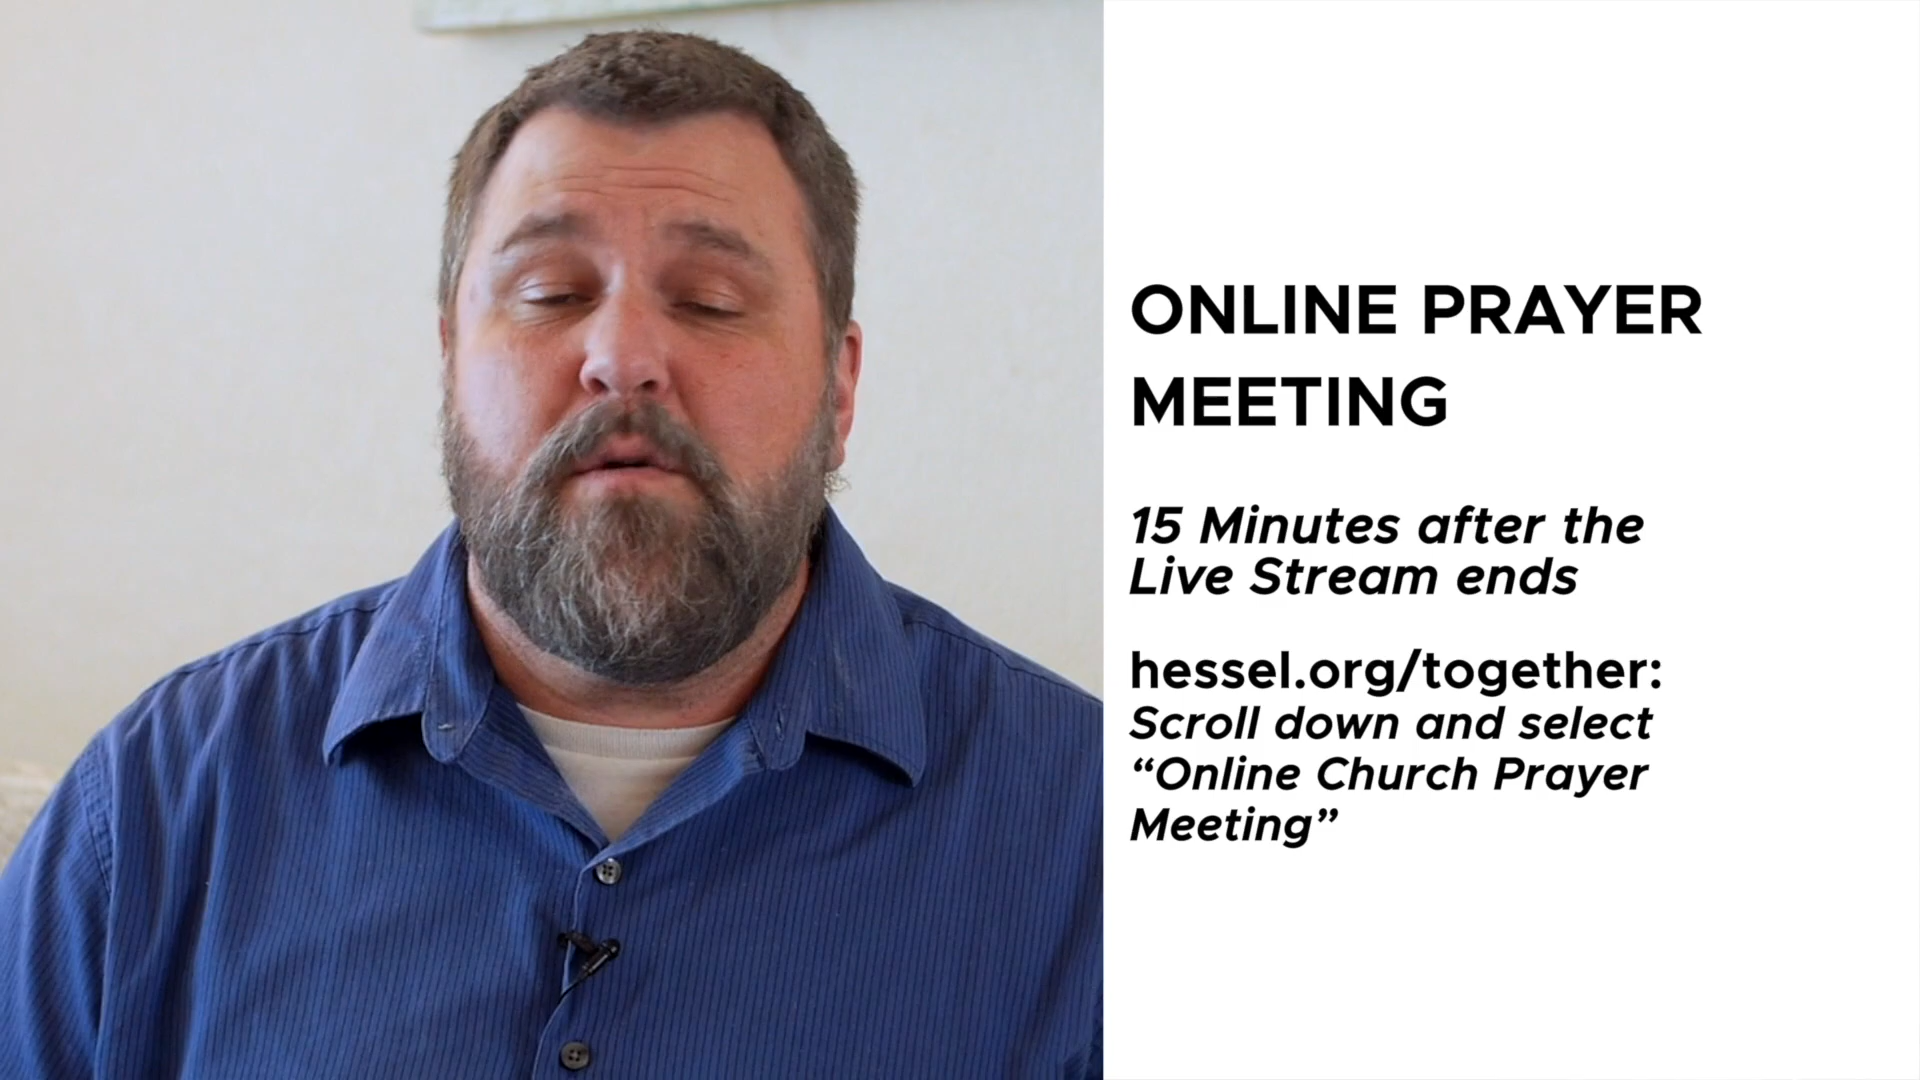 ONLINE PRAYER
MEETING
15 Minutes after the
Live Stream ends
hessel.org/together:
Scroll down and select
“Online Church Prayer
Meeting”